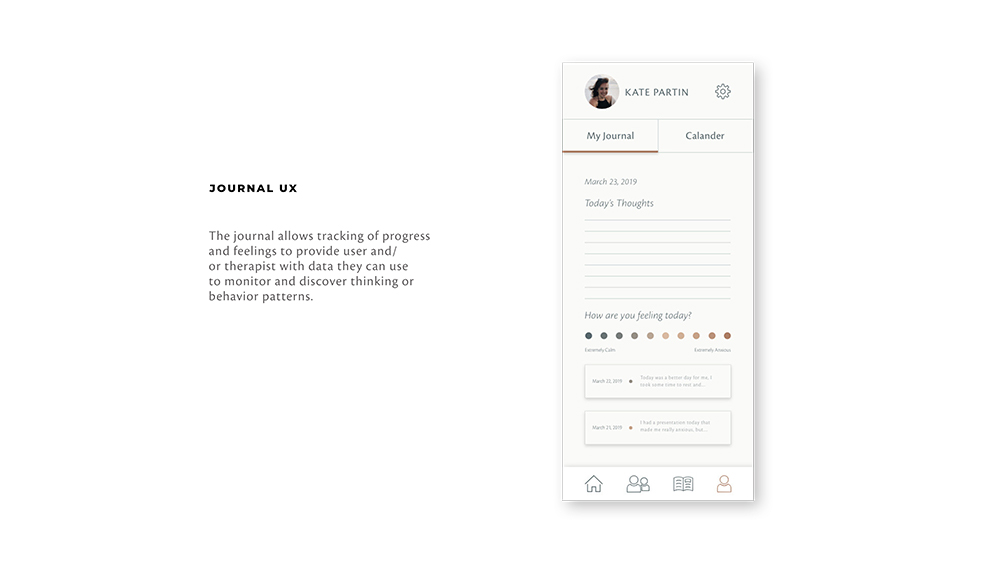 JOURNAL UX
The journal allows tracking of progress
and feelings to provide user and/
or therapist with data they can use
to monitor and discover thinking or
behavior patterns.
KATE PARTIN
My Journal
Calander
March 23, 2019
Today's Thoughts
How are you feeling today?
Extremely Calm
Extremely Anxious
March 22, 2019
Today was a better day for me. I
took some time to rest and...
March 21, 2019
I had a presentation today that
made me really anxious, but...